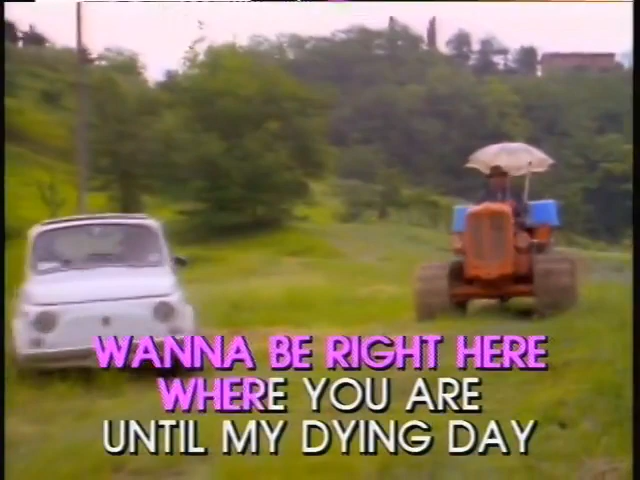 WANNA BE RIGHT HERE
WHERE YOU ARE
UNTIL MY DYING DAY